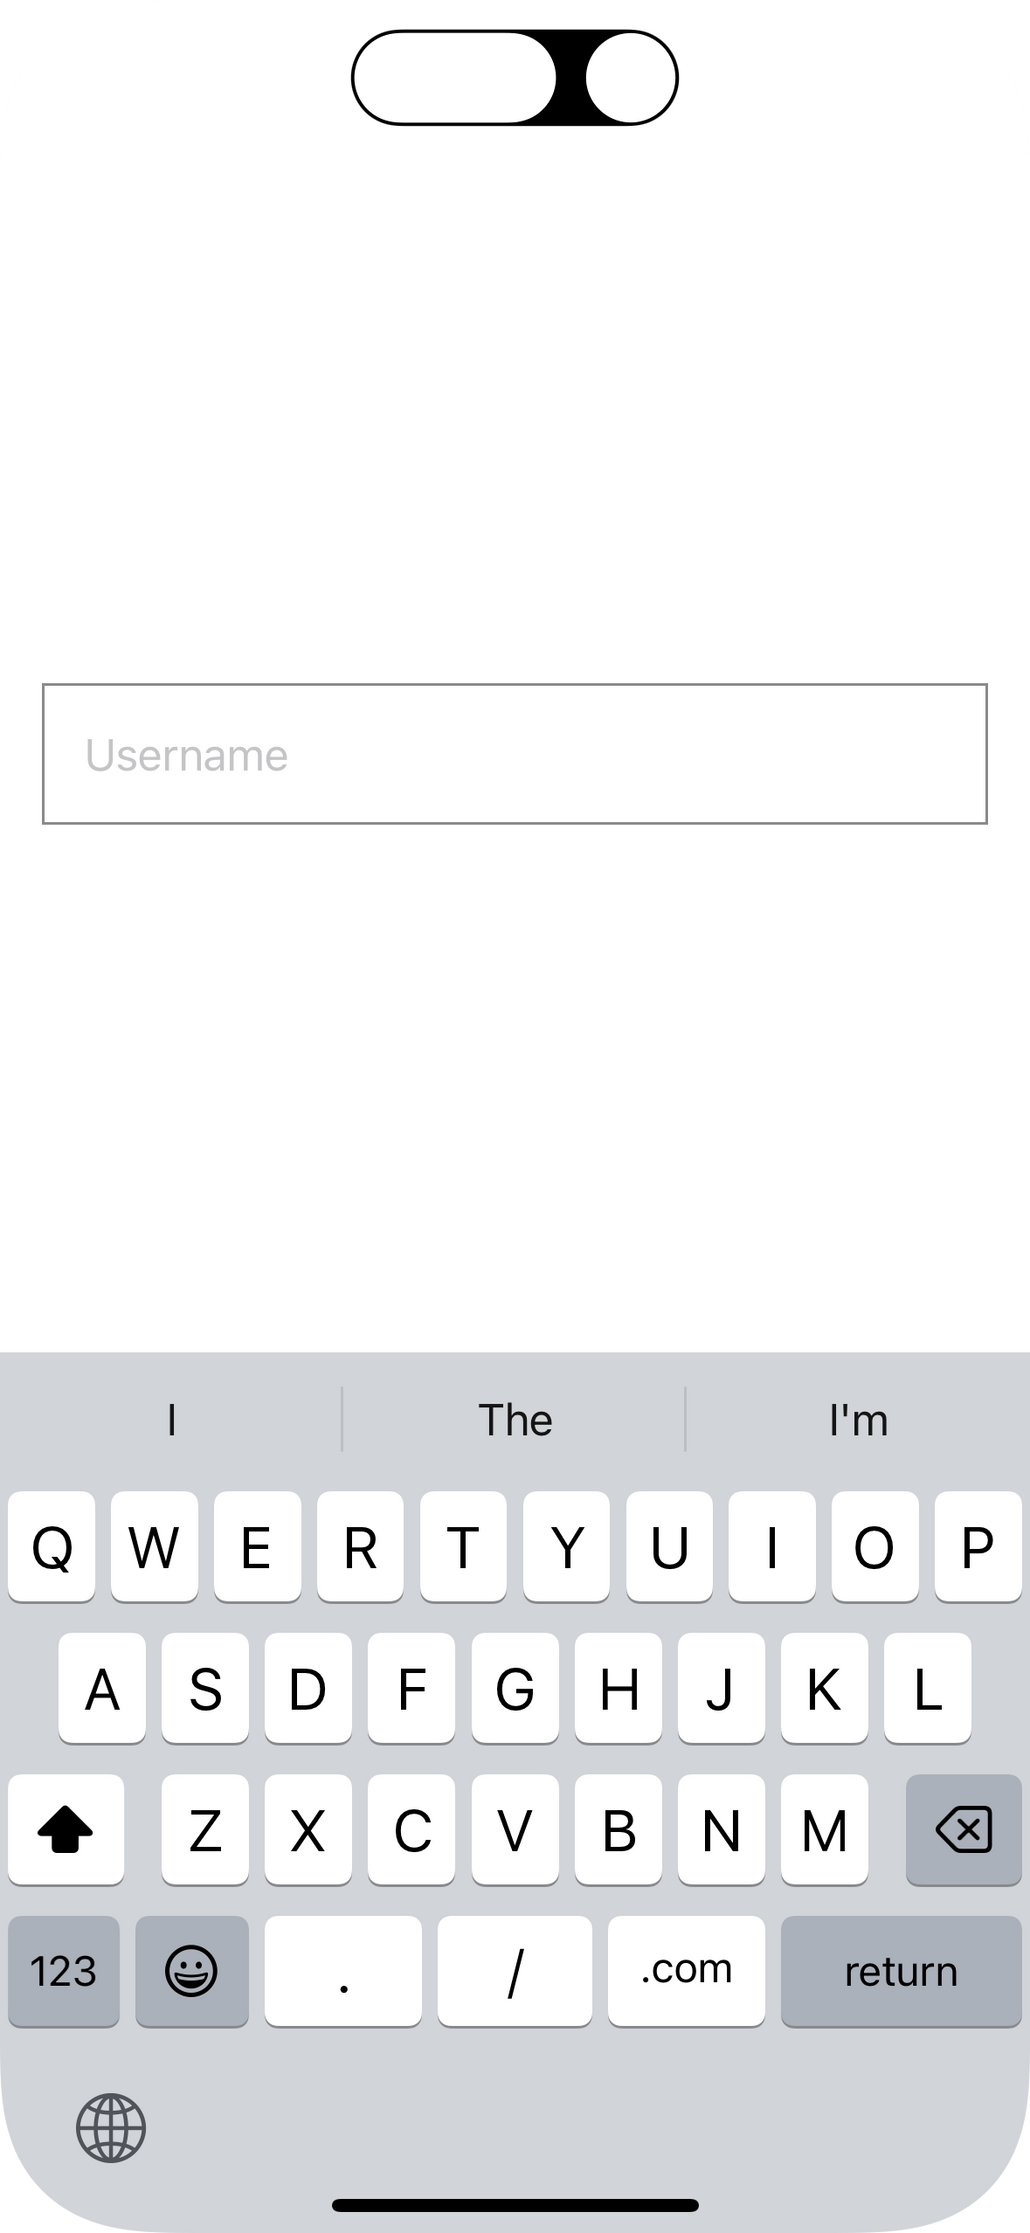 Username
I The I'm
Q W E R T Y U I O P
A S D F G H J K L
Z X C V B N M
123 . / .com return